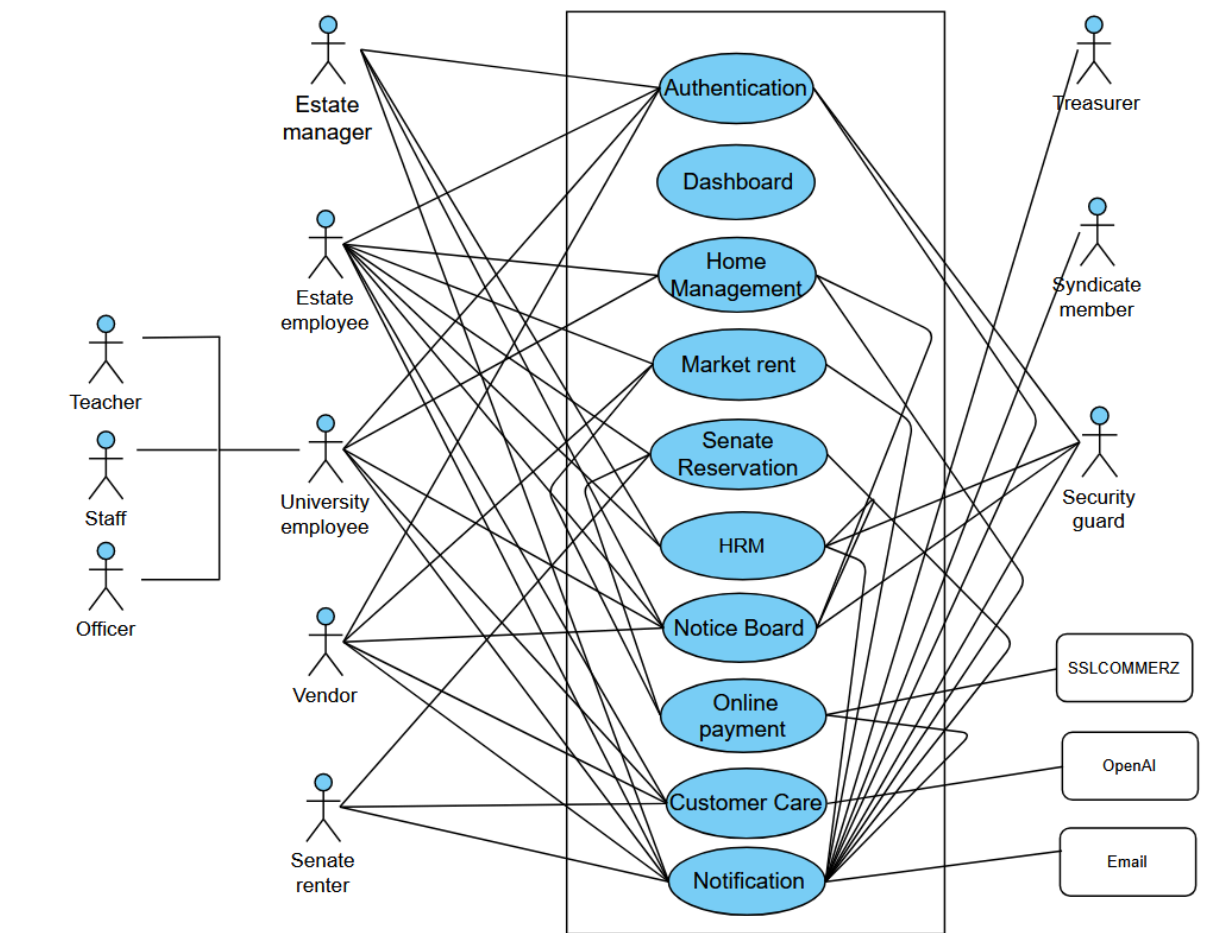 Estate
manager
Estate
employee
Teacher
Staff
Officer
University
employee
Vendor
Senate
renter
Authentication
Dashboard
Home
Management
Market rent
Senate
Reservation
HRM
Notice Board
Online
payment
Customer Care
Notification
Treasurer
Syndicate
member
Security
guard
SSLCOMMERZ
OpenAI
Email